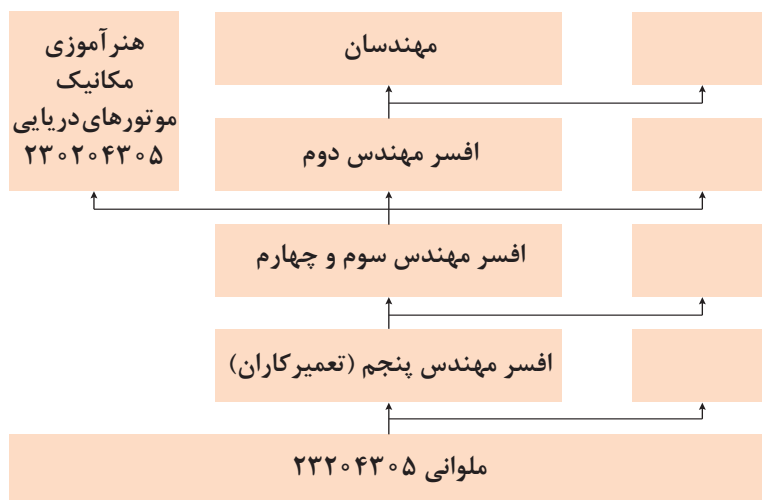 هنرآموزی
مکانیک
موتورهای دریایی
۲۳۰۲۰۴۳۰۵
مهندسان
افسر مهندس دوم
افسر مهندس سوم و چهارم
افسر مهندس پنجم (تعمیرکاران)
ملوانی ۲۳۲۰۴۳۰۵